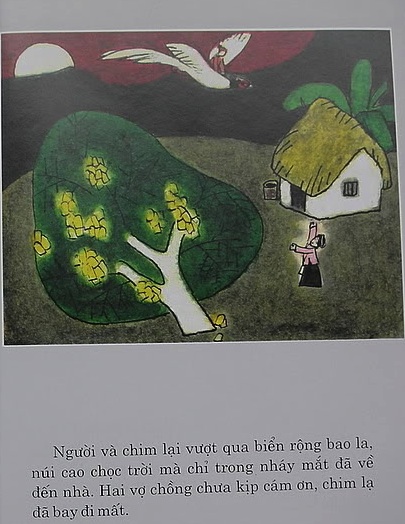 Người và chim lại vượt qua biển rộng bao la,
núi cao chọc trời mà chỉ trong nháy mắt đã về
đến nhà. Hai vợ chồng chưa kịp cám ơn, chim lạ
đã bay đi mất.